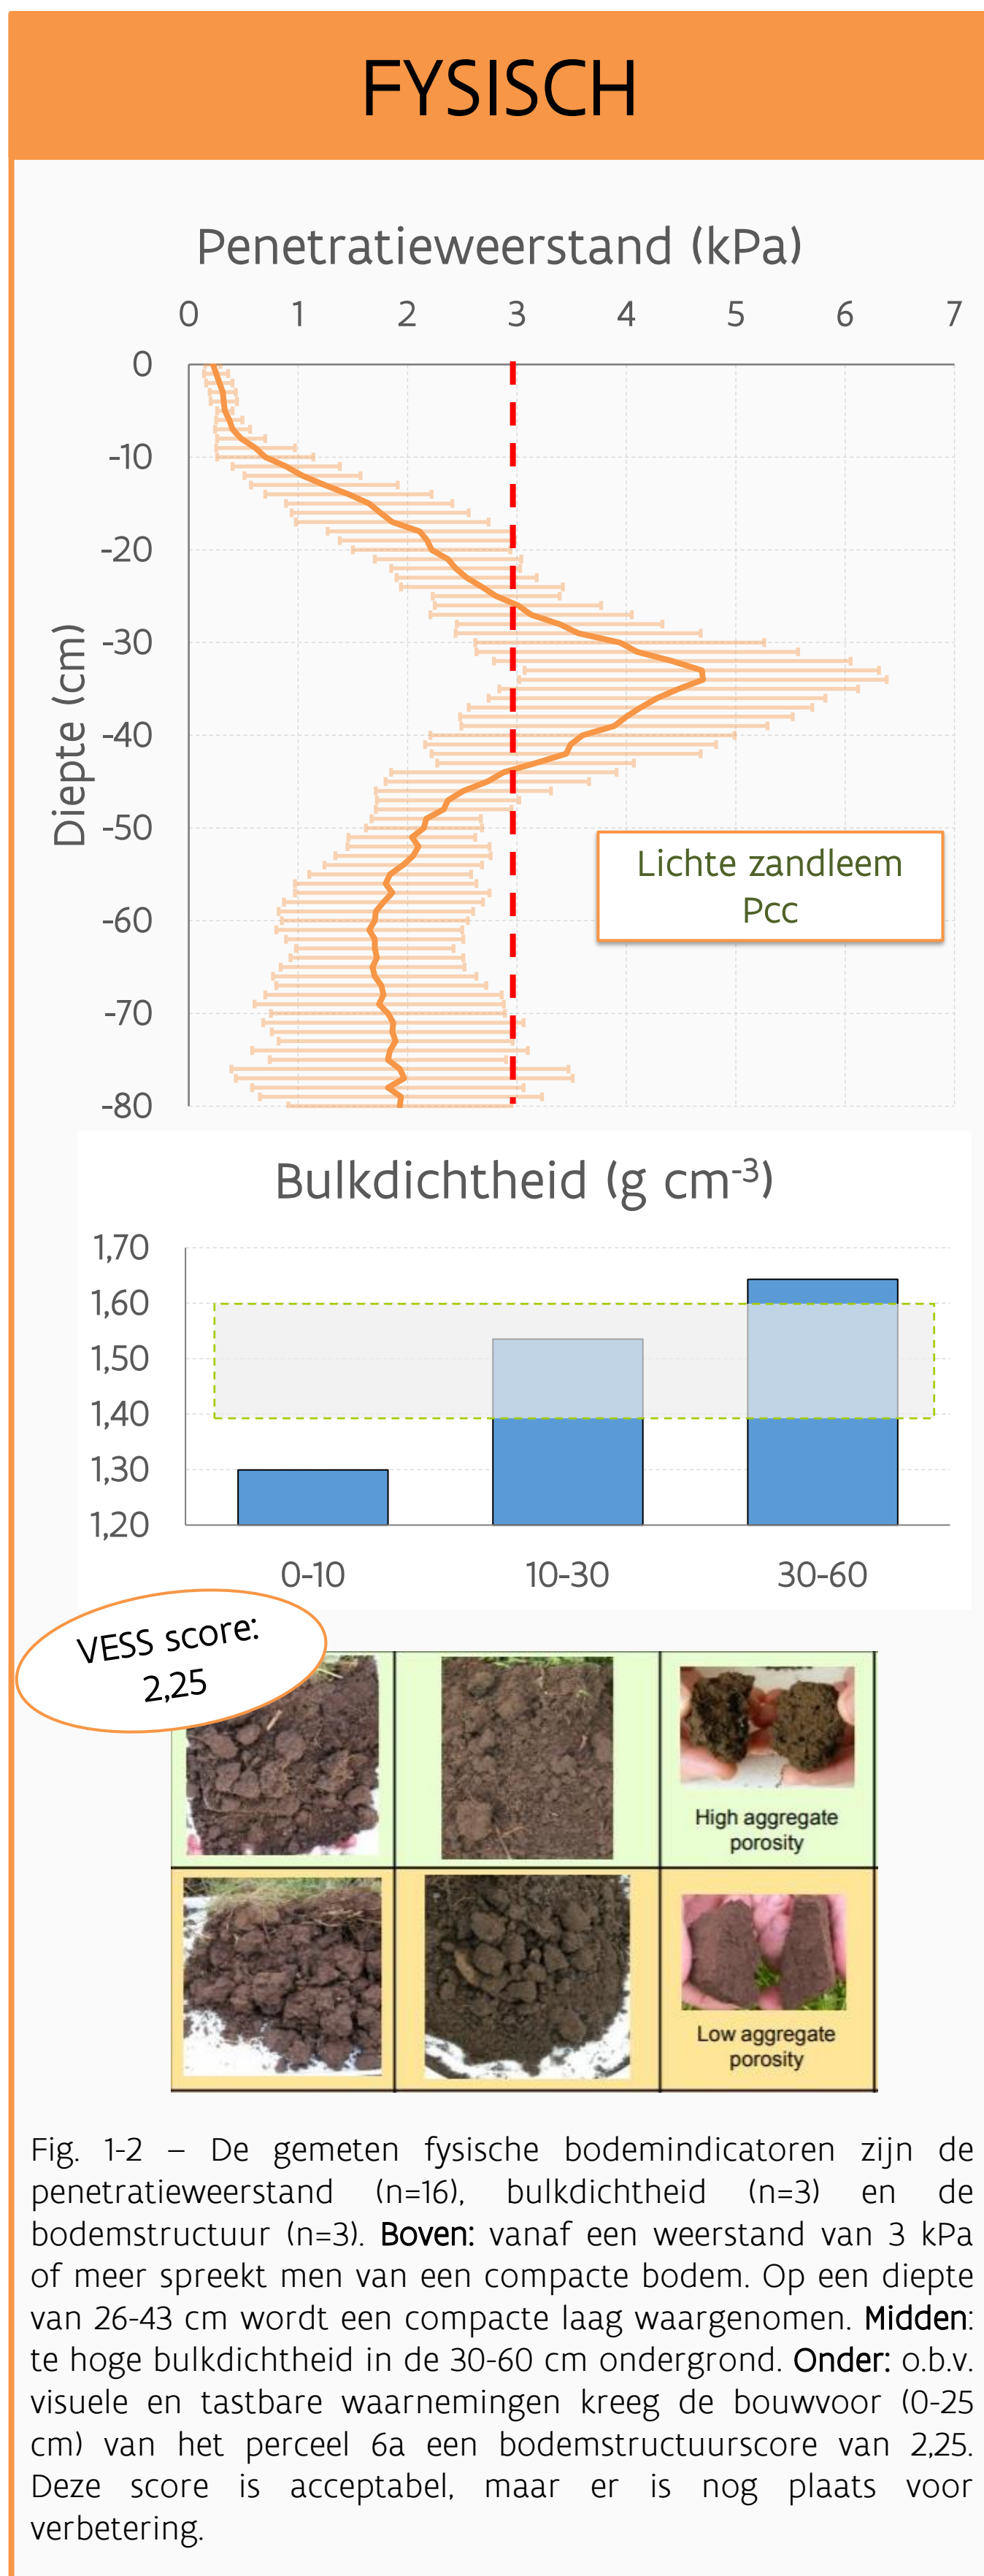 FYSISCH
Penetratieweerstand (kPa)
0 1 2 3 4 5 6 7
0
-10
-20
-30
-40
-50
-60
-70
-80
Diepte (cm)
Lichte zandleem
Pcc
Bulkdichtheid (g cm-3)
1,70
1,60
1,50
1,40
1,30
1,20
0-10 10-30 30-60
VESS score:
2,25
High aggregate
porosity
Low aggregate
porosity
Fig. 1-2 – De gemeten fysische bodemindicatoren zijn de
penetratieweerstand (n=16), bulkdichtheid (n=3) en de
bodemstructuur (n=3). Boven: vanaf een weerstand van 3 kPa
of meer spreekt men van een compacte bodem. Op een diepte
van 26-43 cm wordt een compacte laag waargenomen. Midden:
te hoge bulkdichtheid in de 30-60 cm ondergrond. Onder: o.b.v.
visuele en tastbare waarnemingen kreeg de bouwvoor (0-25
cm) van het perceel 6a een bodemstructuurscore van 2,25.
Deze score is acceptabel, maar er is nog plaats voor
verbetering.